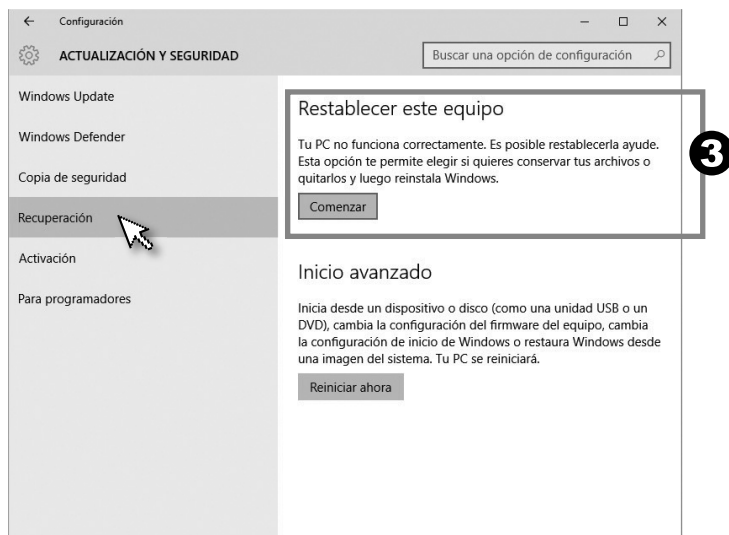 Configuración
ACTUALIZACIÓN Y SEGURIDAD
Buscar una opción de configuración
Windows Update
Windows Defender
Copia de seguridad
Recuperación
Activación
Para programadores
Restablecer este equipo
Tu PC no funciona correctamente. Es posible restablecerla ayude.
Esta opción te permite elegir si quieres conservar tus archivos o
quitarlos y luego reinstala Windows.
Comenzar
3
Inicio avanzado
Inicia desde un dispositivo o disco (como una unidad USB o un
DVD), cambia la configuración del firmware del equipo, cambia
la configuración de inicio de Windows o restaura Windows desde
una imagen del sistema. Tu PC se reiniciará.
Reiniciar ahora